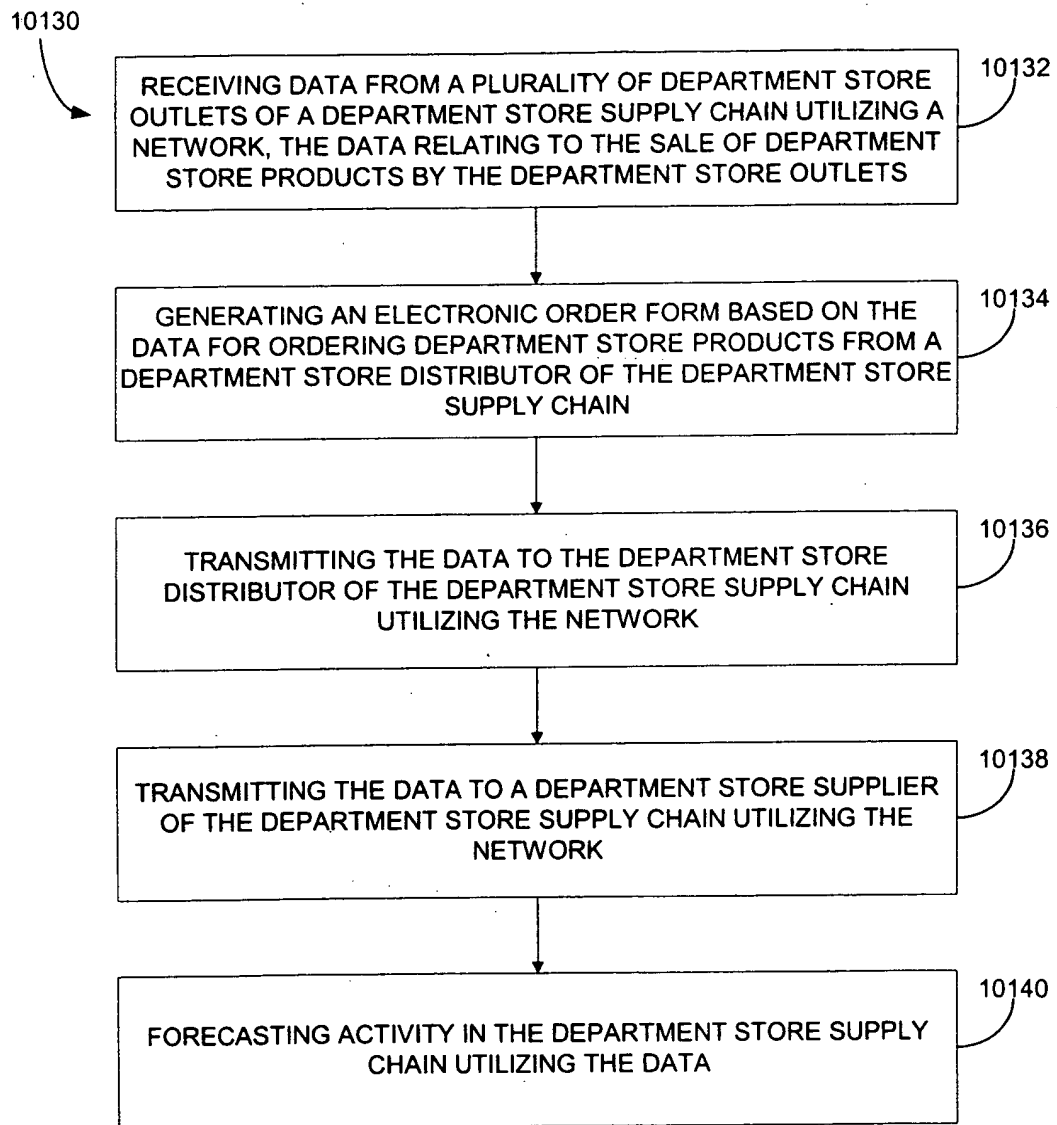 10130
RECEIVING DATA FROM A PLURALITY OF DEPARTMENT STORE
OUTLETS OF A DEPARTMENT STORE SUPPLY CHAIN UTILIZING A
NETWORK, THE DATA RELATING TO THE SALE OF DEPARTMENT
STORE PRODUCTS BY THE DEPARTMENT STORE OUTLETS
10132
GENERATING AN ELECTRONIC ORDER FORM BASED ON THE
DATA FOR ORDERING DEPARTMENT STORE PRODUCTS FROM A
DEPARTMENT STORE DISTRIBUTOR OF THE DEPARTMENT STORE
SUPPLY CHAIN
10134
TRANSMITTING THE DATA TO THE DEPARTMENT STORE
DISTRIBUTOR OF THE DEPARTMENT STORE SUPPLY CHAIN
UTILIZING THE NETWORK
10136
TRANSMITTING THE DATA TO A DEPARTMENT STORE SUPPLIER
OF THE DEPARTMENT STORE SUPPLY CHAIN UTILIZING THE
NETWORK
10138
FORECASTING ACTIVITY IN THE DEPARTMENT STORE SUPPLY
CHAIN UTILIZING THE DATA
10140